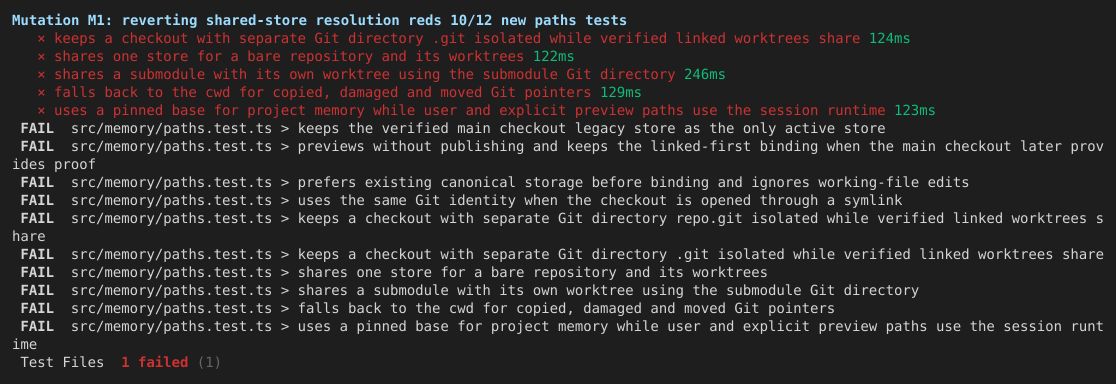 Mutation M1: reverting shared-store resolution reds 10/12 new paths tests
× keeps a checkout with separate Git directory .git isolated while verified linked worktrees share 124ms
× shares one store for a bare repository and its worktrees 122ms
× shares a submodule with its own worktree using the submodule Git directory 246ms
× falls back to the cwd for copied, damaged and moved Git pointers 129ms
× uses a pinned base for project memory while user and explicit preview paths use the session runtime 123ms
FAIL src/memory/paths.test.ts > keeps the verified main checkout legacy store as the only active store
FAIL src/memory/paths.test.ts > previews without publishing and keeps the linked-first binding when the main checkout later prov
ides proof
FAIL src/memory/paths.test.ts > prefers existing canonical storage before binding and ignores working-file edits
FAIL src/memory/paths.test.ts > uses the same Git identity when the checkout is opened through a symlink
FAIL src/memory/paths.test.ts > keeps a checkout with separate Git directory repo.git isolated while verified linked worktrees s
hare
FAIL src/memory/paths.test.ts > keeps a checkout with separate Git directory .git isolated while verified linked worktrees share
FAIL src/memory/paths.test.ts > shares one store for a bare repository and its worktrees
FAIL src/memory/paths.test.ts > shares a submodule with its own worktree using the submodule Git directory
FAIL src/memory/paths.test.ts > falls back to the cwd for copied, damaged and moved Git pointers
FAIL src/memory/paths.test.ts > uses a pinned base for project memory while user and explicit preview paths use the session runt
ime
Test Files 1 failed (1)